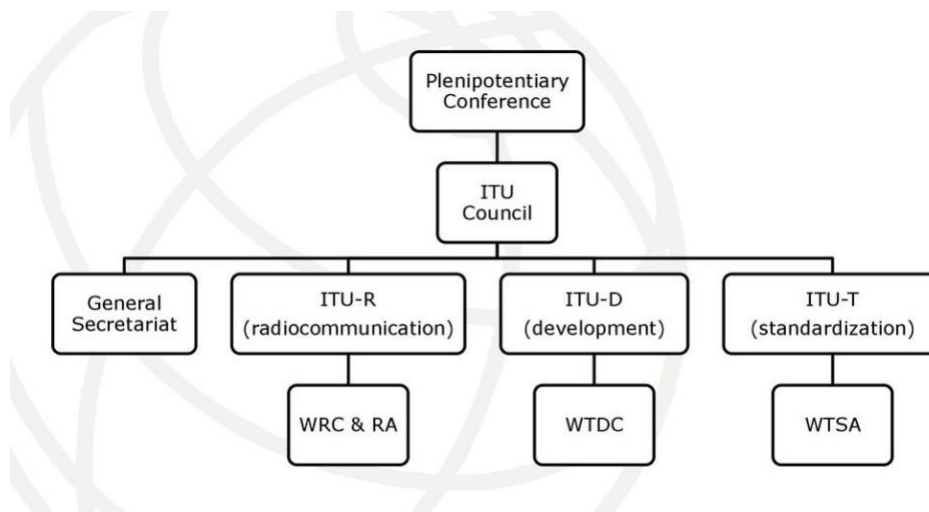 Plenipotentiary
Conference
ITU
Council
General
Secretariat
ITU-R
(radiocommunication)
ITU-D
(development)
ITU-T
(standardization)
WRC & RA
WTDC
WTSA